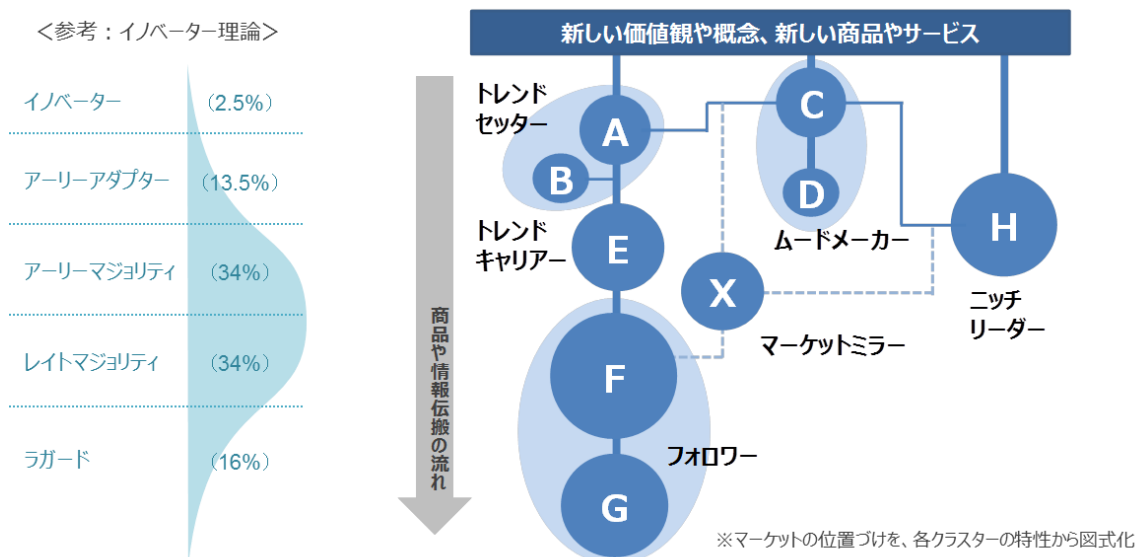 ＜参考：イノベーター理論＞
イノベーター
（2.5%）
アーリーアダプター
（13.5%）
アーリーマジョリティ
（34%）
レイトマジョリティ
（34%）
ラガード
（16%）
商品や情報伝搬の流れ
新しい価値観や概念、新しい商品やサービス
トレンド
セッター
A
B
C
D
ムードメーカー
トレンド
キャリアー
E
H
ニッチ
リーダー
X
マーケットミラー
F
フォロワー
G
※マーケットの位置づけを、各クラスターの特性から図式化